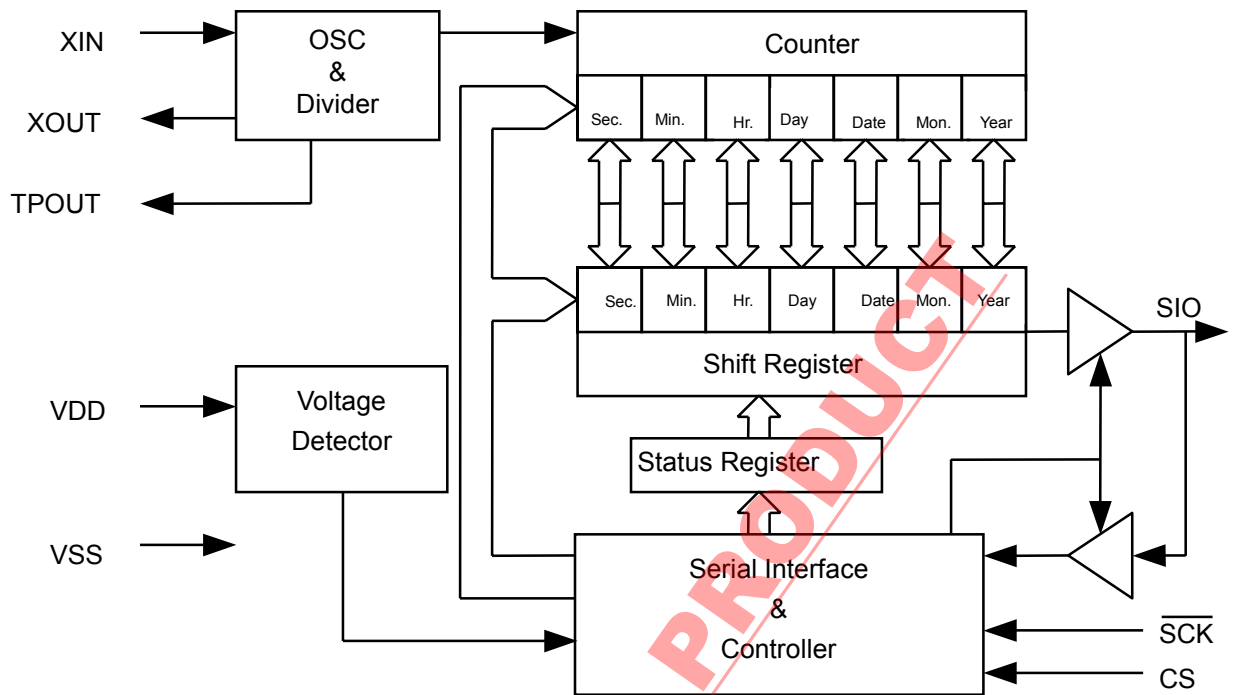 XIN
OSC
&
Divider
XOUT
TPOUT
Counter
Sec. Min. Hr. Day Date Mon. Year
Sec. Min. Hr. Day Date Mon. Year
Shift Register
SIO
VDD
Voltage
Detector
Status Register
VSS
Serial Interface
&
Controller
SCK
CS
PRODUCT